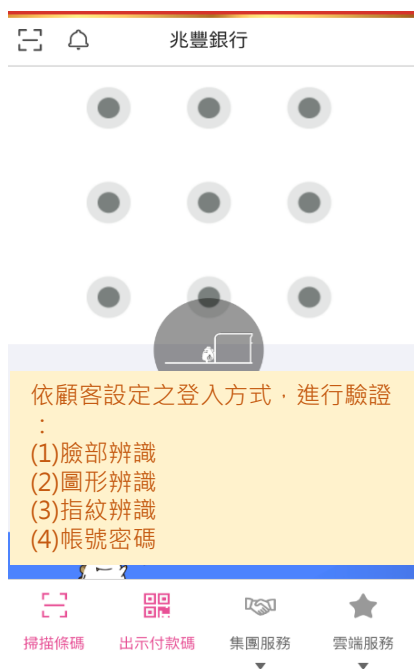 兆豐銀行
依顧客設定之登入方式，進行驗證
：
(1)臉部辨識
(2)圖形辨識
(3)指紋辨識
(4)帳號密碼
掃描條碼 出示付款碼 集團服務 雲端服務